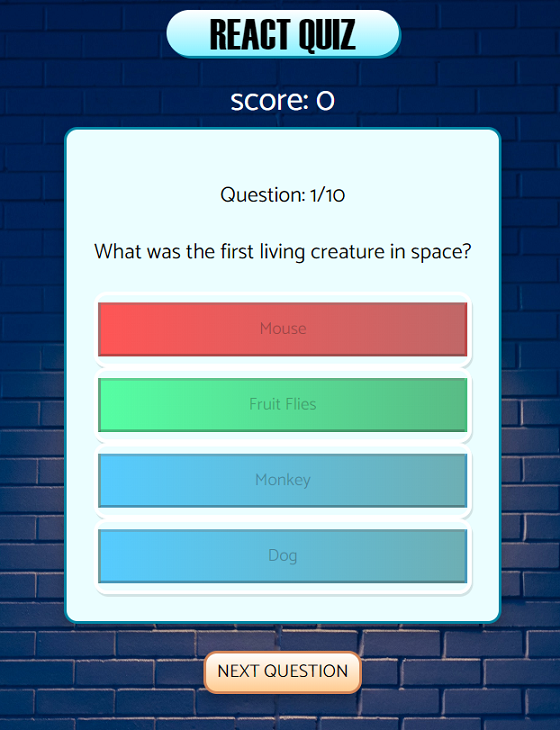 REACT QUIZ
score: 0
Question: 1/10
What was the first living creature in space?
Mouse
Fruit Flies
Monkey
Dog
NEXT QUESTION